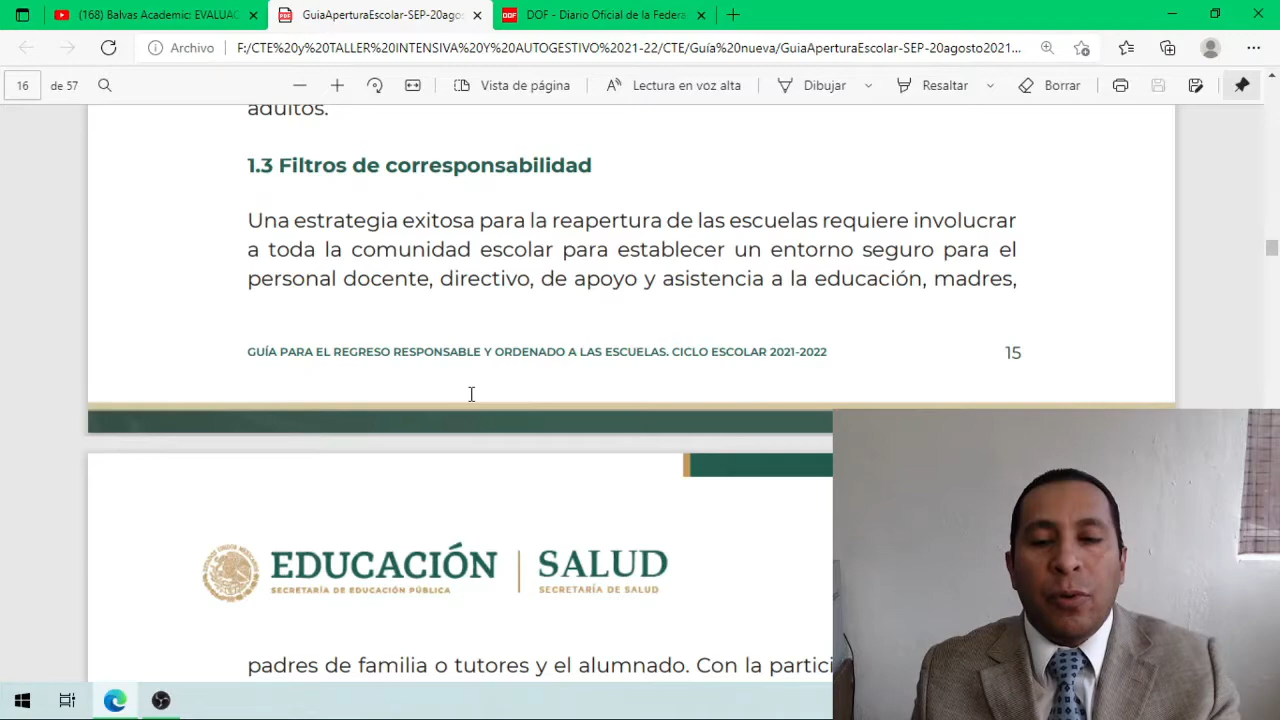 (168) Balvas Academic: EVALUAC
GuiaAperturaEscolar-SEP-20agos
DOF - Diario Oficial de la Federa
Archivo
F:/CTE%20y%20TALLER%20INTENSIVA%20Y%20AUTOGESTIVO%202021-22/CTE/Guía%20nueva/GuiaAperturaEscolar-SEP-20agosto2021...
16 de 57
Vista de página
Lectura en voz alta
Dibujar
Resaltar
Borrar
adultos.
1.3 Filtros de corresponsabilidad
Una estrategia exitosa para la reapertura de las escuelas requiere involucrar
a toda la comunidad escolar para establecer un entorno seguro para el
personal docente, directivo, de apoyo y asistencia a la educación, madres,
GUÍA PARA EL REGRESO RESPONSABLE Y ORDENADO A LAS ESCUELAS. CICLO ESCOLAR 2021-2022
15
EDUCACIÓN
SECRETARÍA DE EDUCACIÓN PÚBLICA
SALUD
SECRETARÍA DE SALUD
padres de familia o tutores y el alumnado. Con la partici